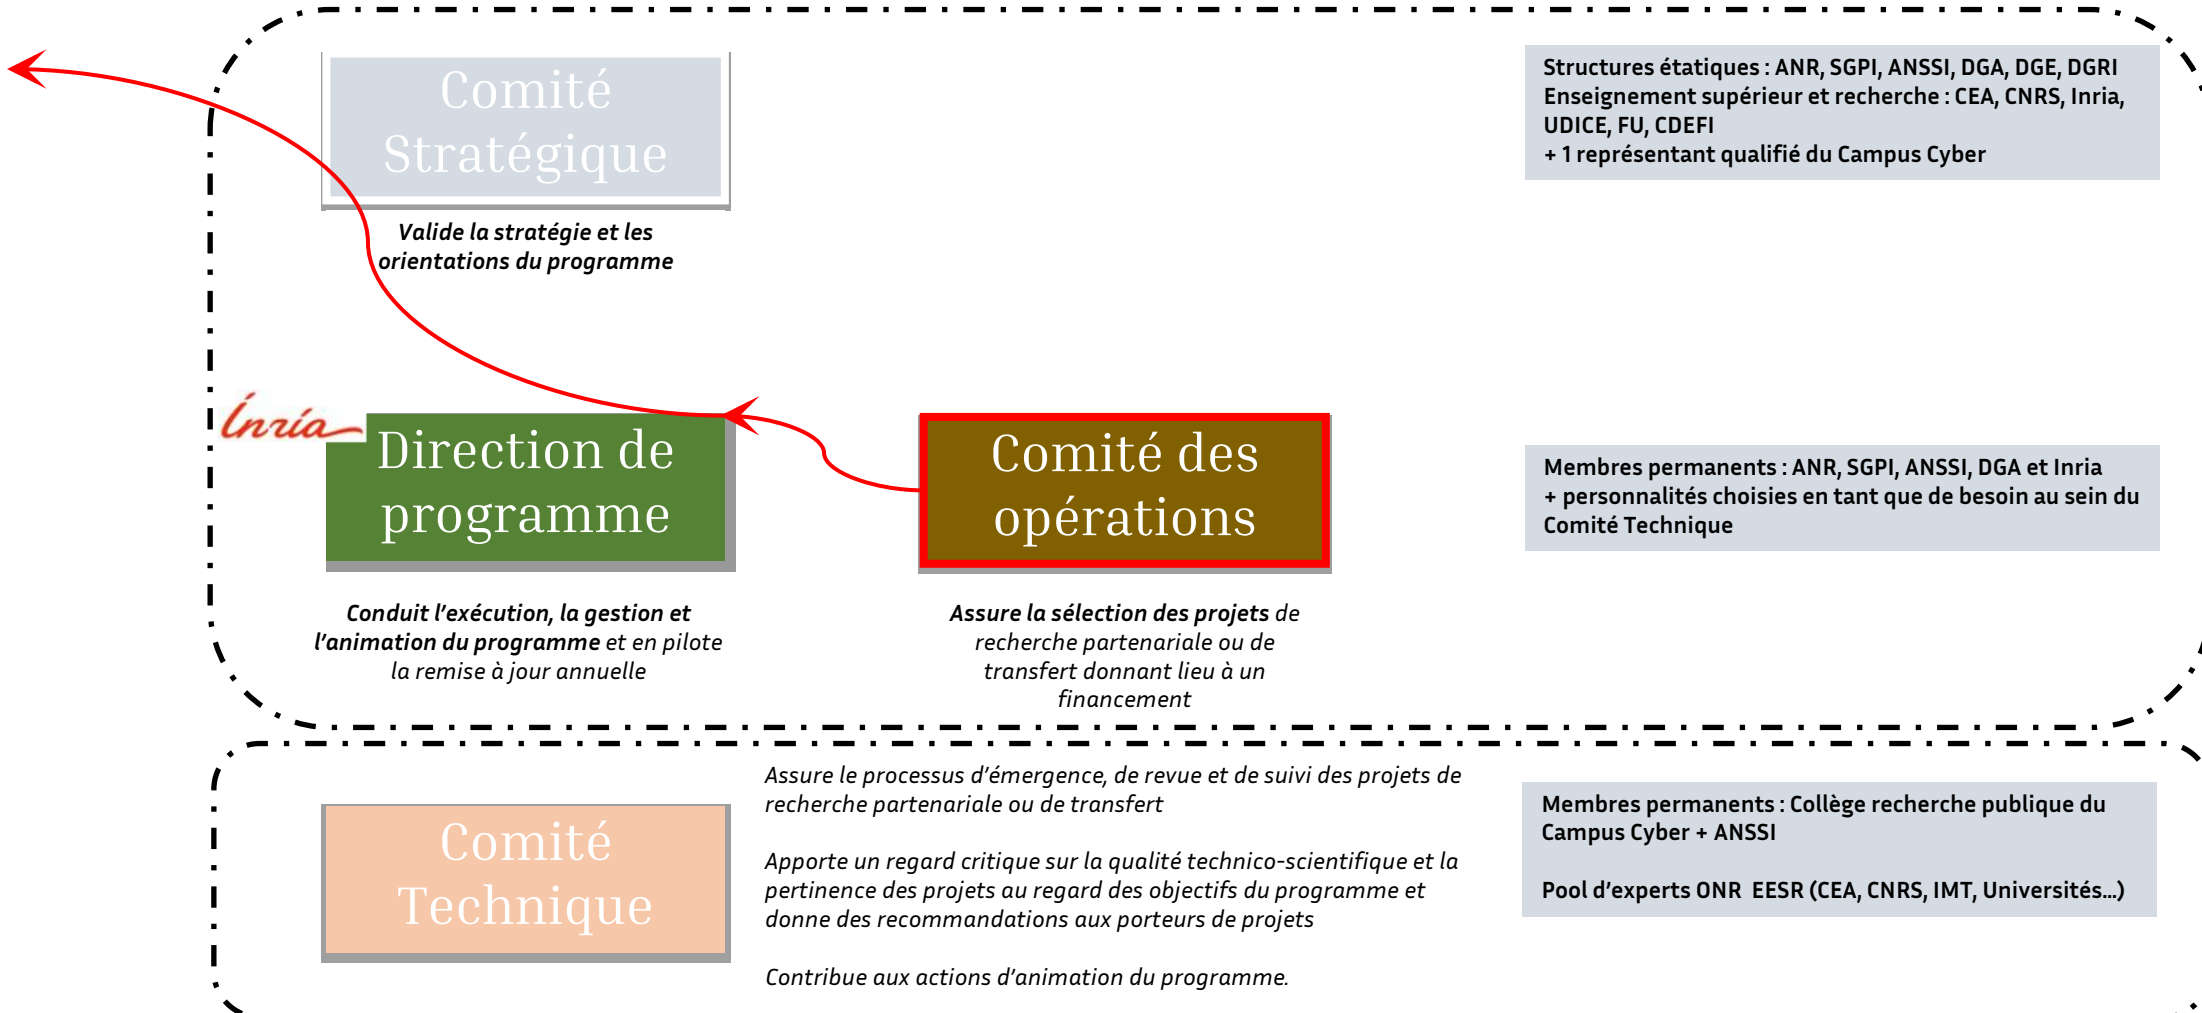 Comité
Stratégique
Valide la stratégie et les
orientations du programme
Structures étatiques : ANR, SGPI, ANSSI, DGA, DGE, DGRI
Enseignement supérieur et recherche : CEA, CNRS, Inria,
UDICE, FU, CDEFI
+ 1 représentant qualifié du Campus Cyber
Inria
Direction de
programme
Conduit l’exécution, la gestion et
l’animation du programme et en pilote
la remise à jour annuelle
Comité des
opérations
Assure la sélection des projets de
recherche partenariale ou de
transfert donnant lieu à un
financement
Membres permanents : ANR, SGPI, ANSSI, DGA et Inria
+ personnalités choisies en tant que de besoin au sein du
Comité Technique
Comité
Technique
Assure le processus d’émergence, de revue et de suivi des projets de
recherche partenariale ou de transfert
Apporte un regard critique sur la qualité technico-scientifique et la
pertinence des projets au regard des objectifs du programme et
donne des recommandations aux porteurs de projets
Contribue aux actions d’animation du programme.
Membres permanents : Collège recherche publique du
Campus Cyber + ANSSI
Pool d’experts ONR EESR (CEA, CNRS, IMT, Universités…)